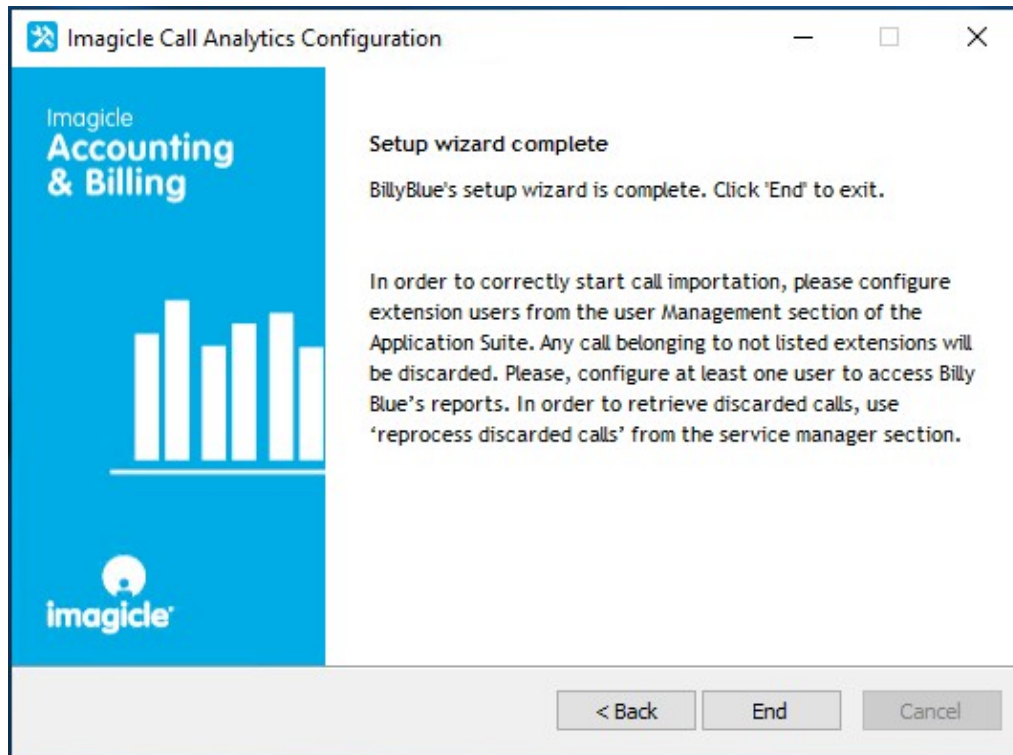 Imagicle Call Analytics Configuration
Imagicle
Accounting
& Billing
Setup wizard complete
BillyBlue's setup wizard is complete. Click 'End' to exit.
In order to correctly start call importation, please configure
extension users from the user Management section of the
Application Suite. Any call belonging to not listed extensions will
be discarded. Please, configure at least one user to access Billy
Blue’s reports. In order to retrieve discarded calls, use
‘reprocess discarded calls’ from the service manager section.
imagicle
< Back
End
Cancel